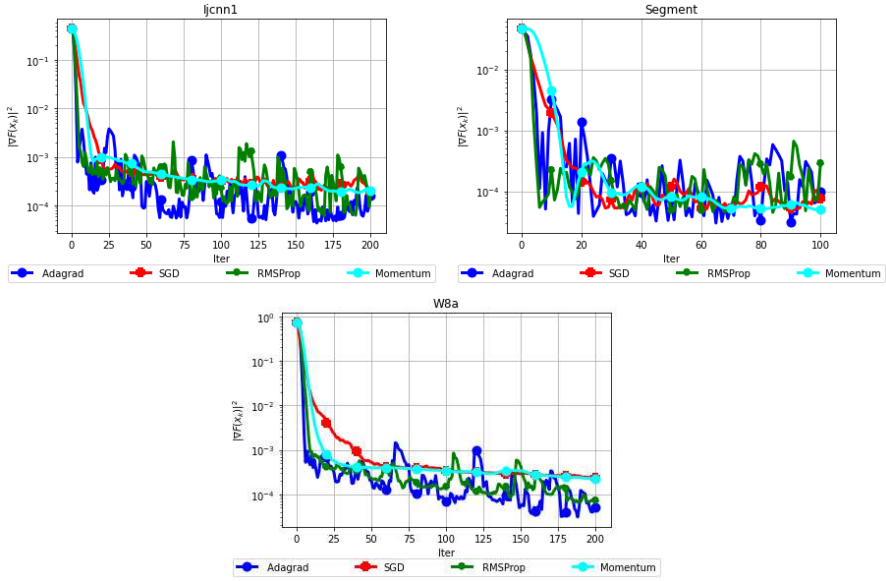 Ijcnn1
|∇F(x_k)|²
10⁻¹
10⁻²
10⁻³
10⁻⁴
0 25 50 75 100 125 150 175 200
Iter
Adagrad SGD RMSProp Momentum
Segment
|∇F(x_k)|²
10⁻²
10⁻³
10⁻⁴
0 20 40 60 80 100
Iter
Adagrad SGD RMSProp Momentum
W8a
|∇F(x_k)|²
10⁰
10⁻¹
10⁻²
10⁻³
10⁻⁴
0 25 50 75 100 125 150 175 200
Iter
Adagrad SGD RMSProp Momentum